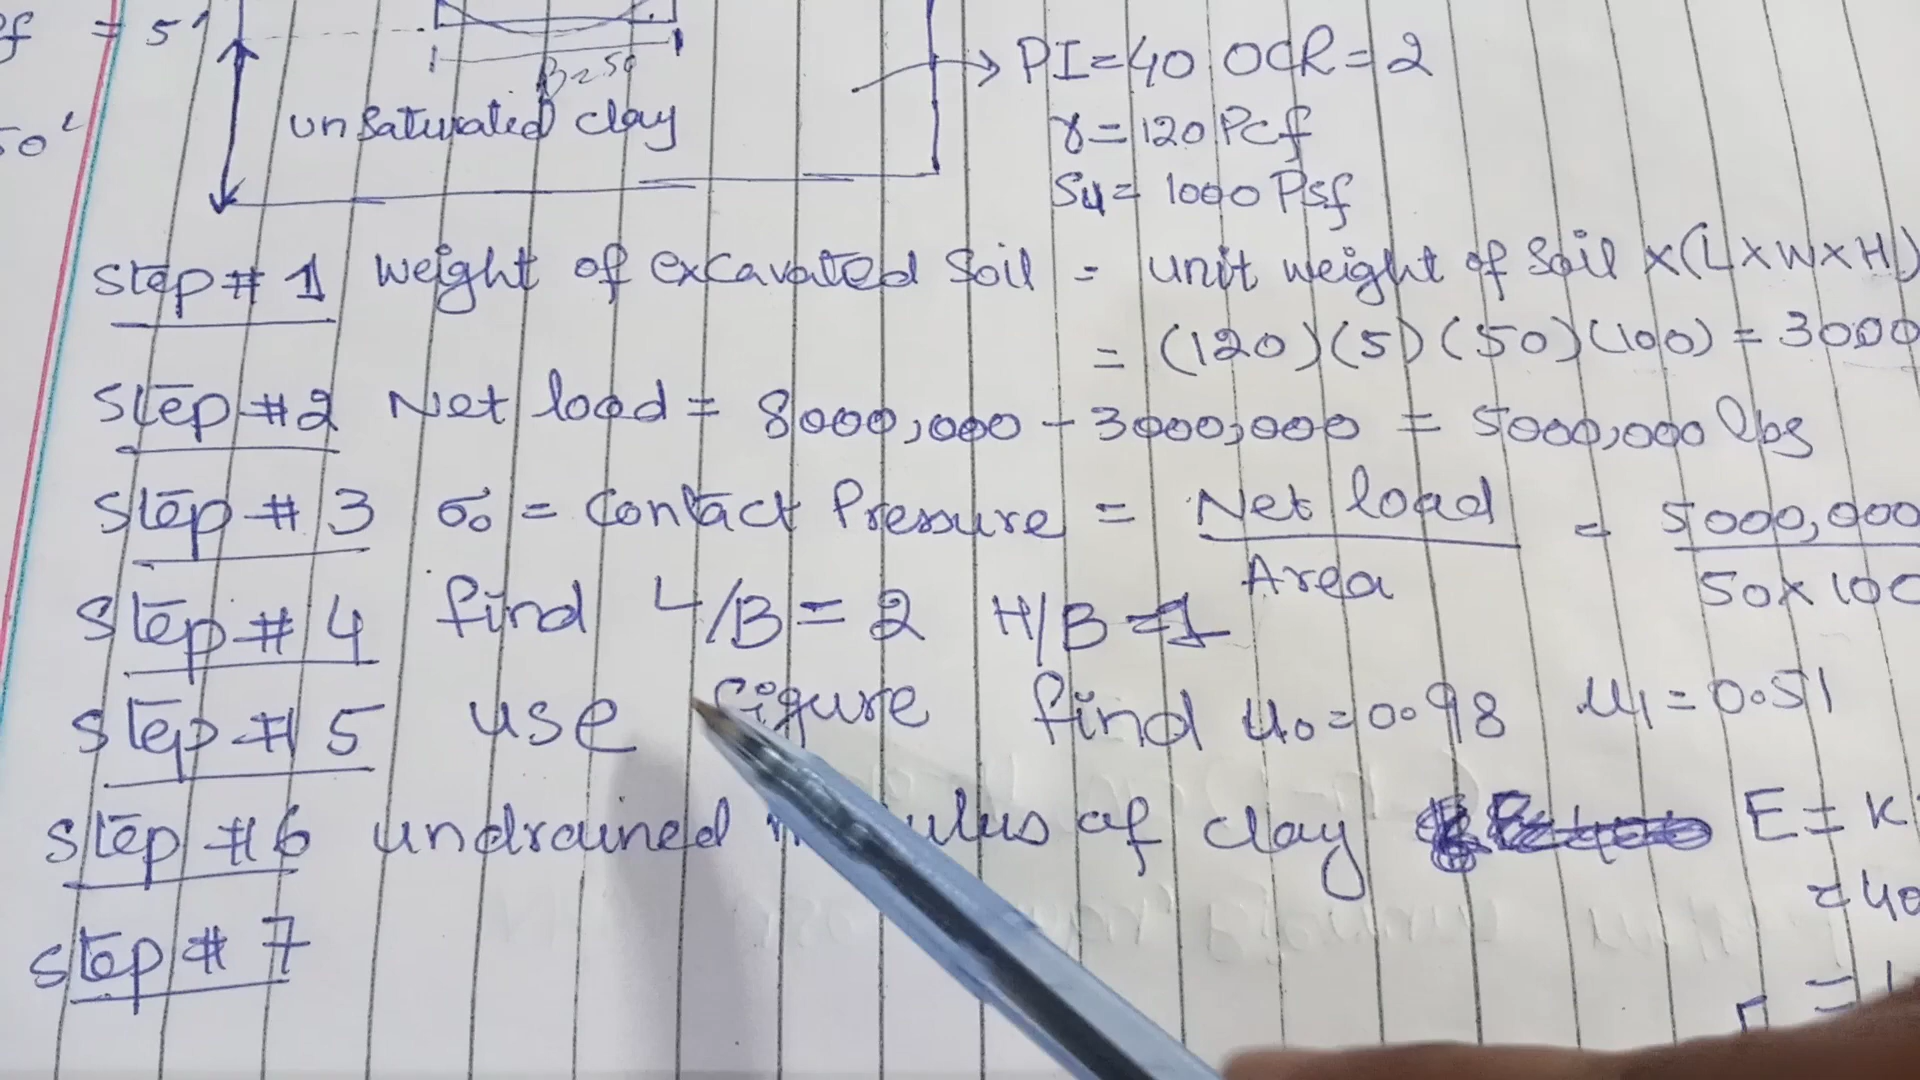 = 5'
B=50
50'
unsaturated clay
PI=40 OCR=2
γ=120 Pcf
Su= 1000 Psf
Step# 1 Weight of excavated Soil = unit weight of Soil x(LxWxH)
= (120)(5)(50)(100) = 3000
Step #2 Net load = 8000,000 - 3000,000 = 5000,000 lbs
Step # 3 σo = Contact Pressure = Net load / Area = 5000,000 / 50x100
Step # 4 find L/B = 2 H/B =1
Step # 5 use figure find μo=0.98 μ1=0.51
Step #6 undrained ulus of clay E= K
= 40
=
Step # 7